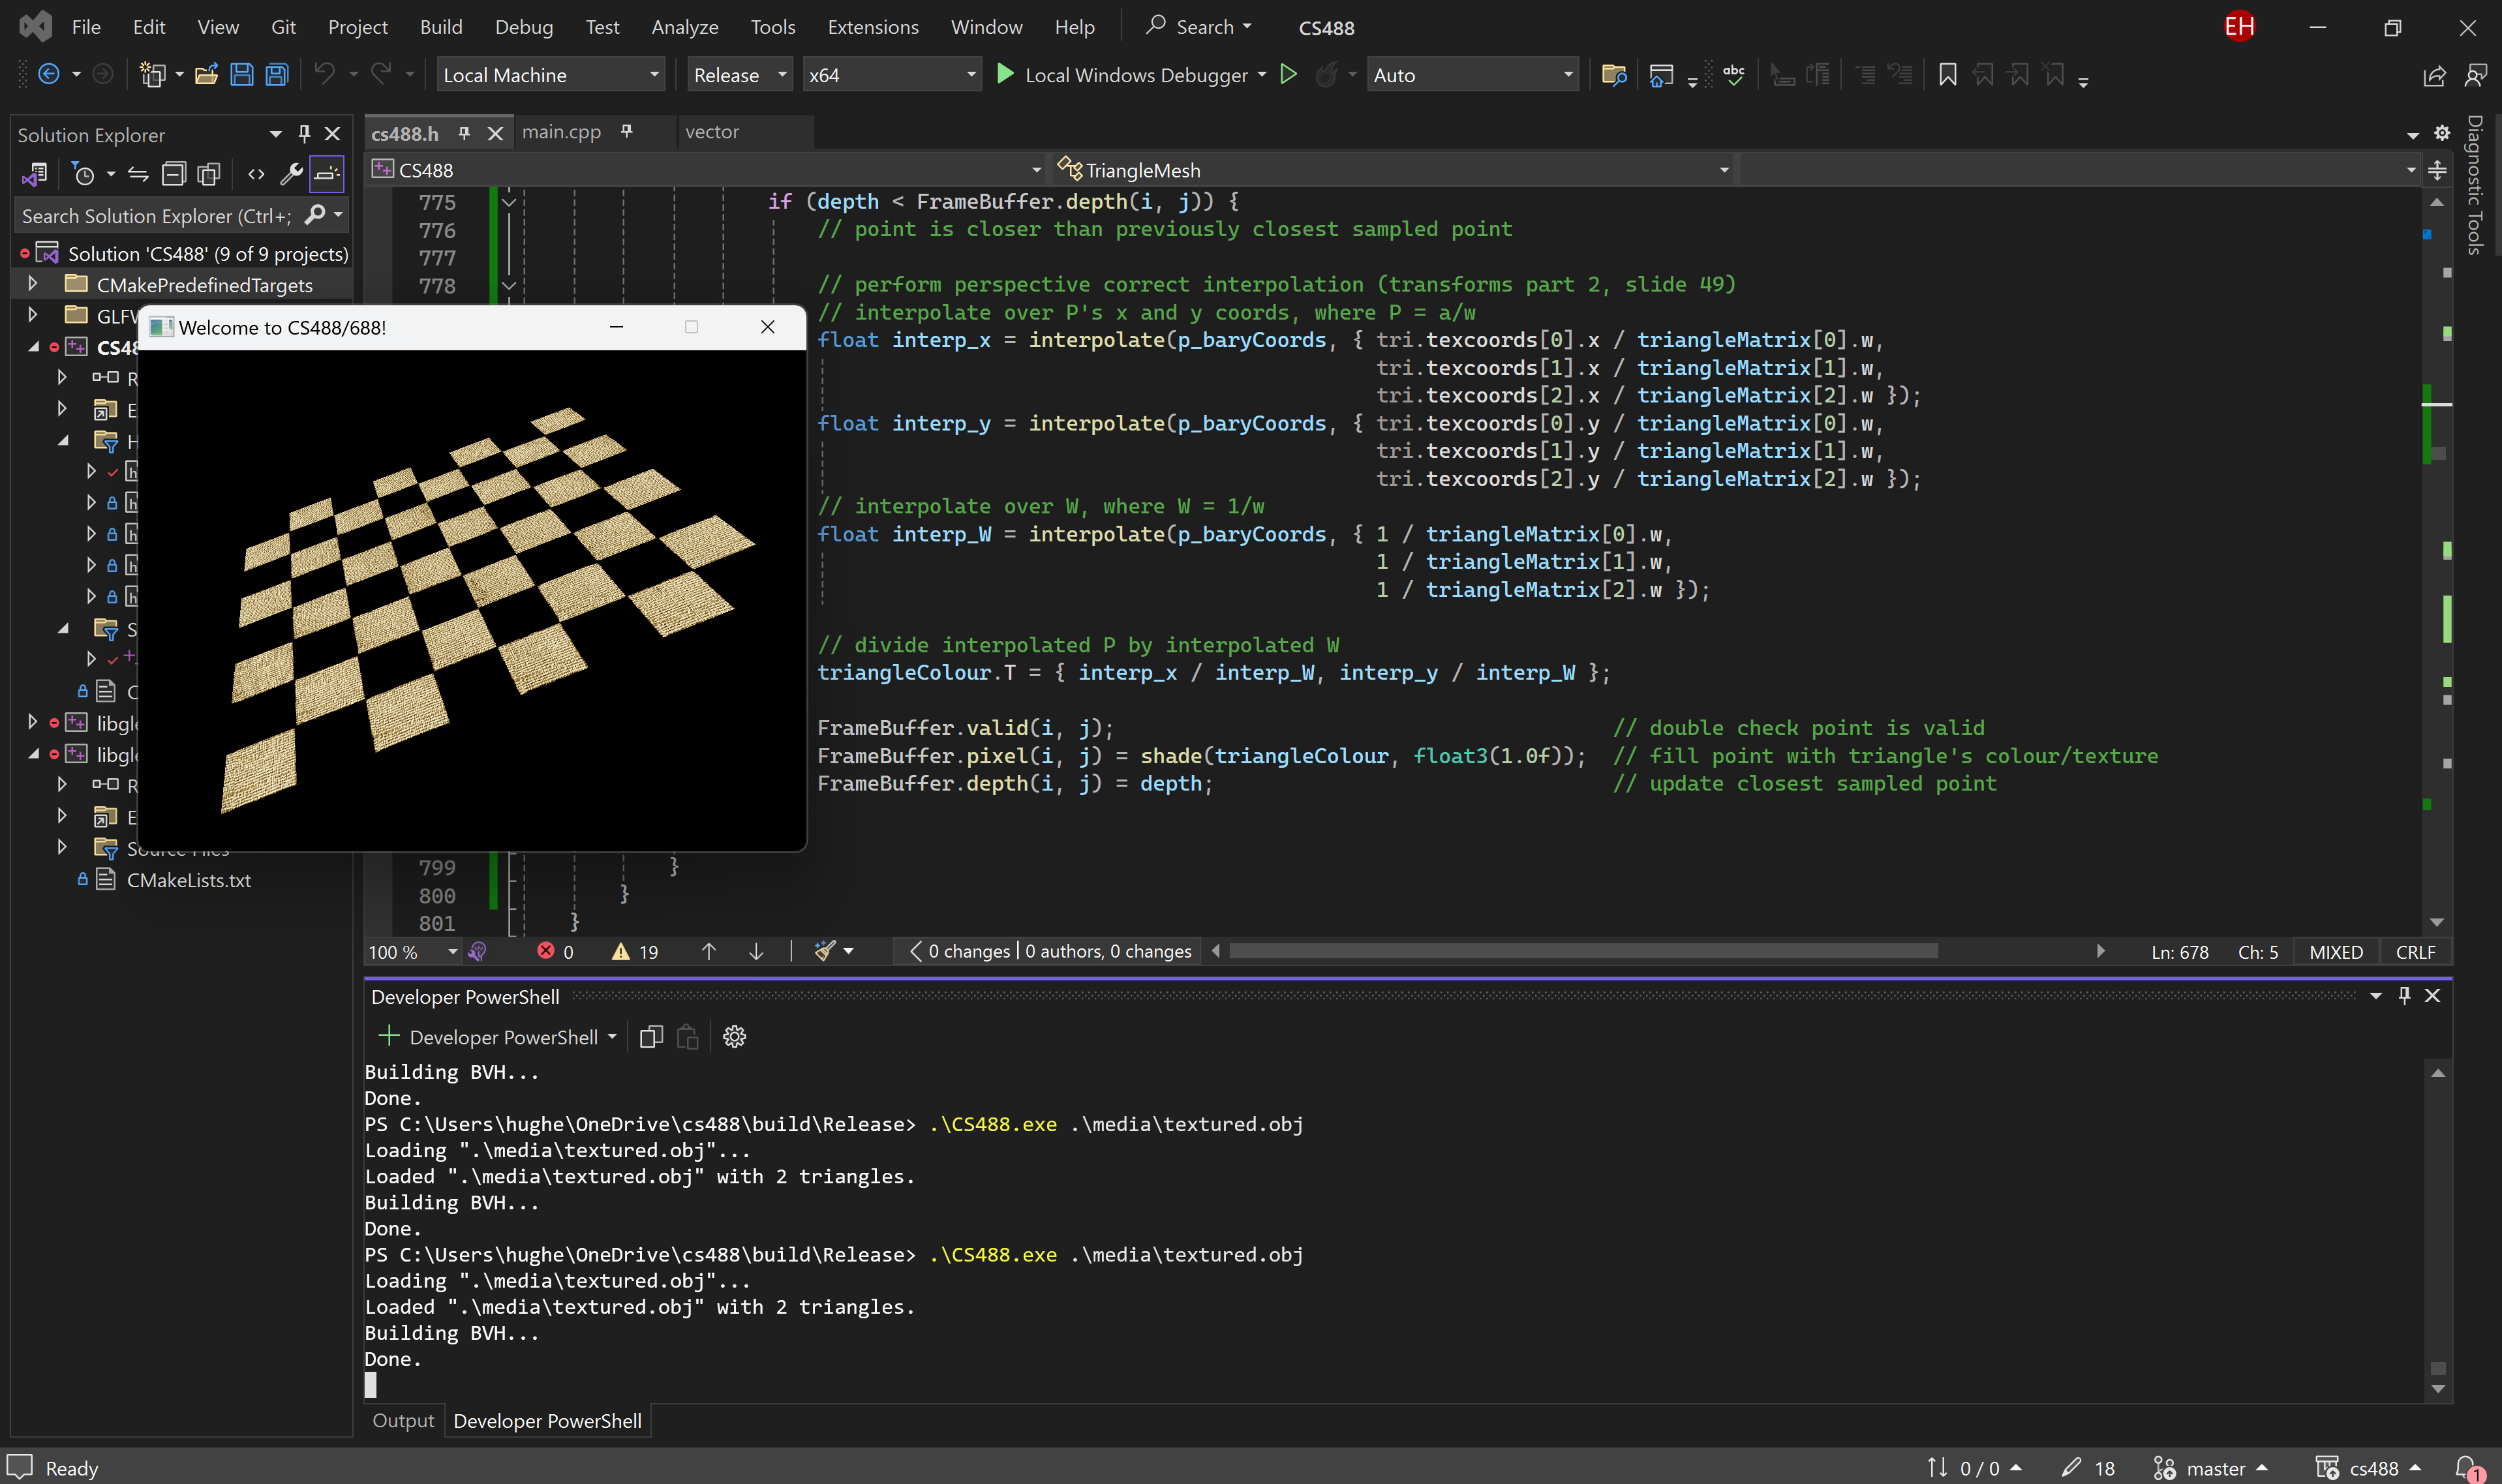 File Edit View Git Project Build Debug Test Analyze Tools Extensions Window Help Search CS488 EH
Local Machine Release x64 Local Windows Debugger Auto abc
Solution Explorer
Search Solution Explorer (Ctrl+;
Solution 'CS488' (9 of 9 projects)
CMakePredefinedTargets
CMakeLists.txt
Welcome to CS488/688!
cs488.h main.cpp vector
CS488 TriangleMesh
775 if (depth < FrameBuffer.depth(i, j)) {
776 // point is closer than previously closest sampled point
777
778 // perform perspective correct interpolation (transforms part 2, slide 49)
// interpolate over P's x and y coords, where P = a/w
float interp_x = interpolate(p_baryCoords, { tri.texcoords[0].x / triangleMatrix[0].w,
tri.texcoords[1].x / triangleMatrix[1].w,
tri.texcoords[2].x / triangleMatrix[2].w });
float interp_y = interpolate(p_baryCoords, { tri.texcoords[0].y / triangleMatrix[0].w,
tri.texcoords[1].y / triangleMatrix[1].w,
tri.texcoords[2].y / triangleMatrix[2].w });
// interpolate over W, where W = 1/w
float interp_W = interpolate(p_baryCoords, { 1 / triangleMatrix[0].w,
1 / triangleMatrix[1].w,
1 / triangleMatrix[2].w });
// divide interpolated P by interpolated W
triangleColour.T = { interp_x / interp_W, interp_y / interp_W };
FrameBuffer.valid(i, j); // double check point is valid
FrameBuffer.pixel(i, j) = shade(triangleColour, float3(1.0f)); // fill point with triangle's colour/texture
FrameBuffer.depth(i, j) = depth; // update closest sampled point
799 }
800 }
801 }
100 % 0 19 0 changes | 0 authors, 0 changes Ln: 678 Ch: 5 MIXED CRLF
Diagnostic Tools
Developer PowerShell
Developer PowerShell
Building BVH...
Done.
PS C:\Users\hughe\OneDrive\cs488\build\Release> .\CS488.exe .\media\textured.obj
Loading ".\media\textured.obj"...
Loaded ".\media\textured.obj" with 2 triangles.
Building BVH...
Done.
PS C:\Users\hughe\OneDrive\cs488\build\Release> .\CS488.exe .\media\textured.obj
Loading ".\media\textured.obj"...
Loaded ".\media\textured.obj" with 2 triangles.
Building BVH...
Done.
Output Developer PowerShell
Ready 0 / 0 18 master cs488 1